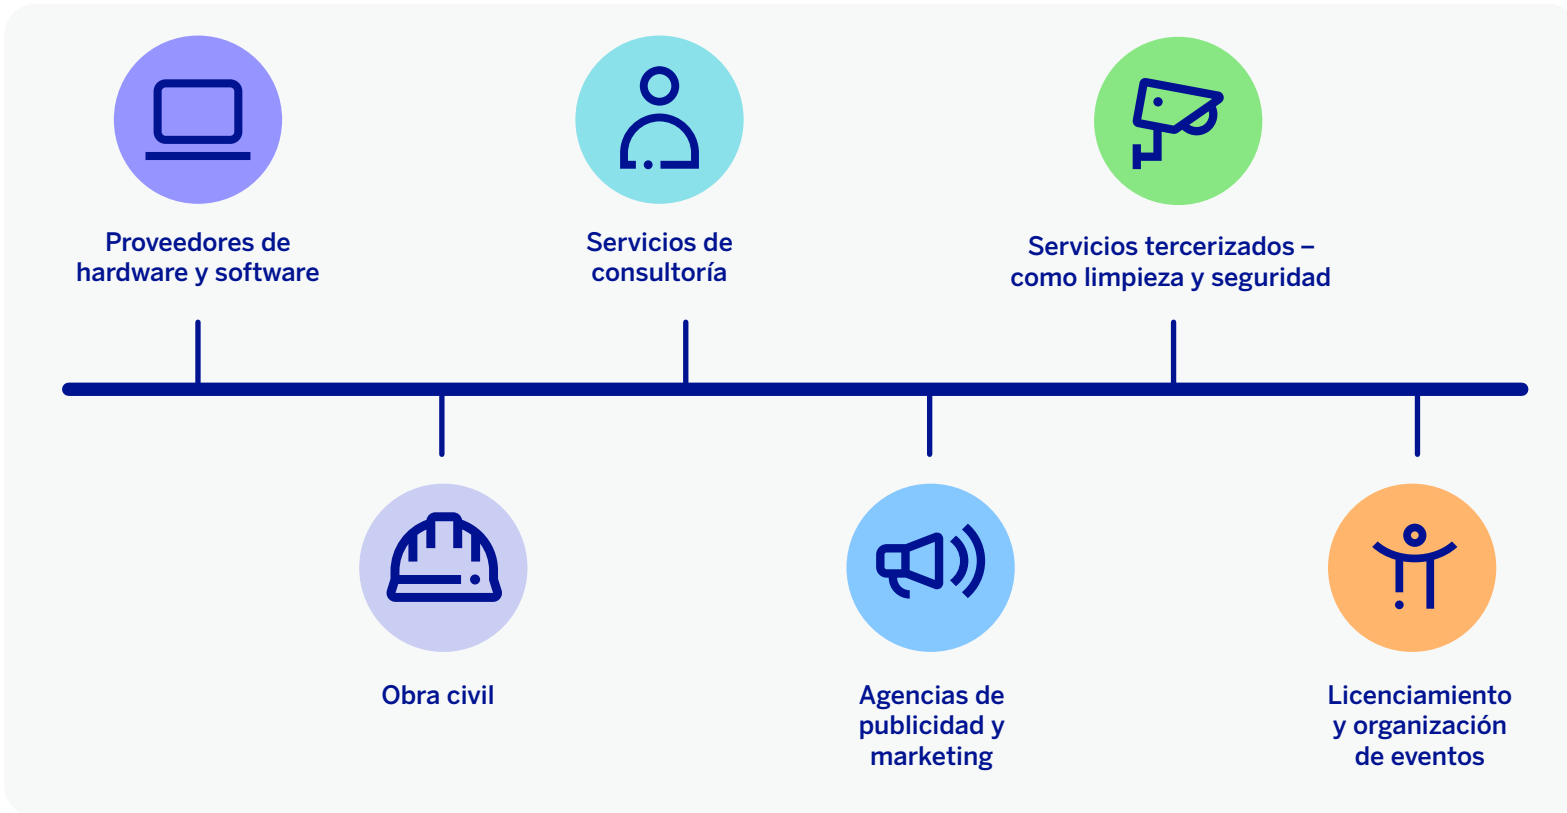 Proveedores de
hardware y software
Servicios de
consultoría
Servicios tercerizados –
como limpieza y seguridad
Obra civil
Agencias de
publicidad y
marketing
Licenciamiento
y organización
de eventos